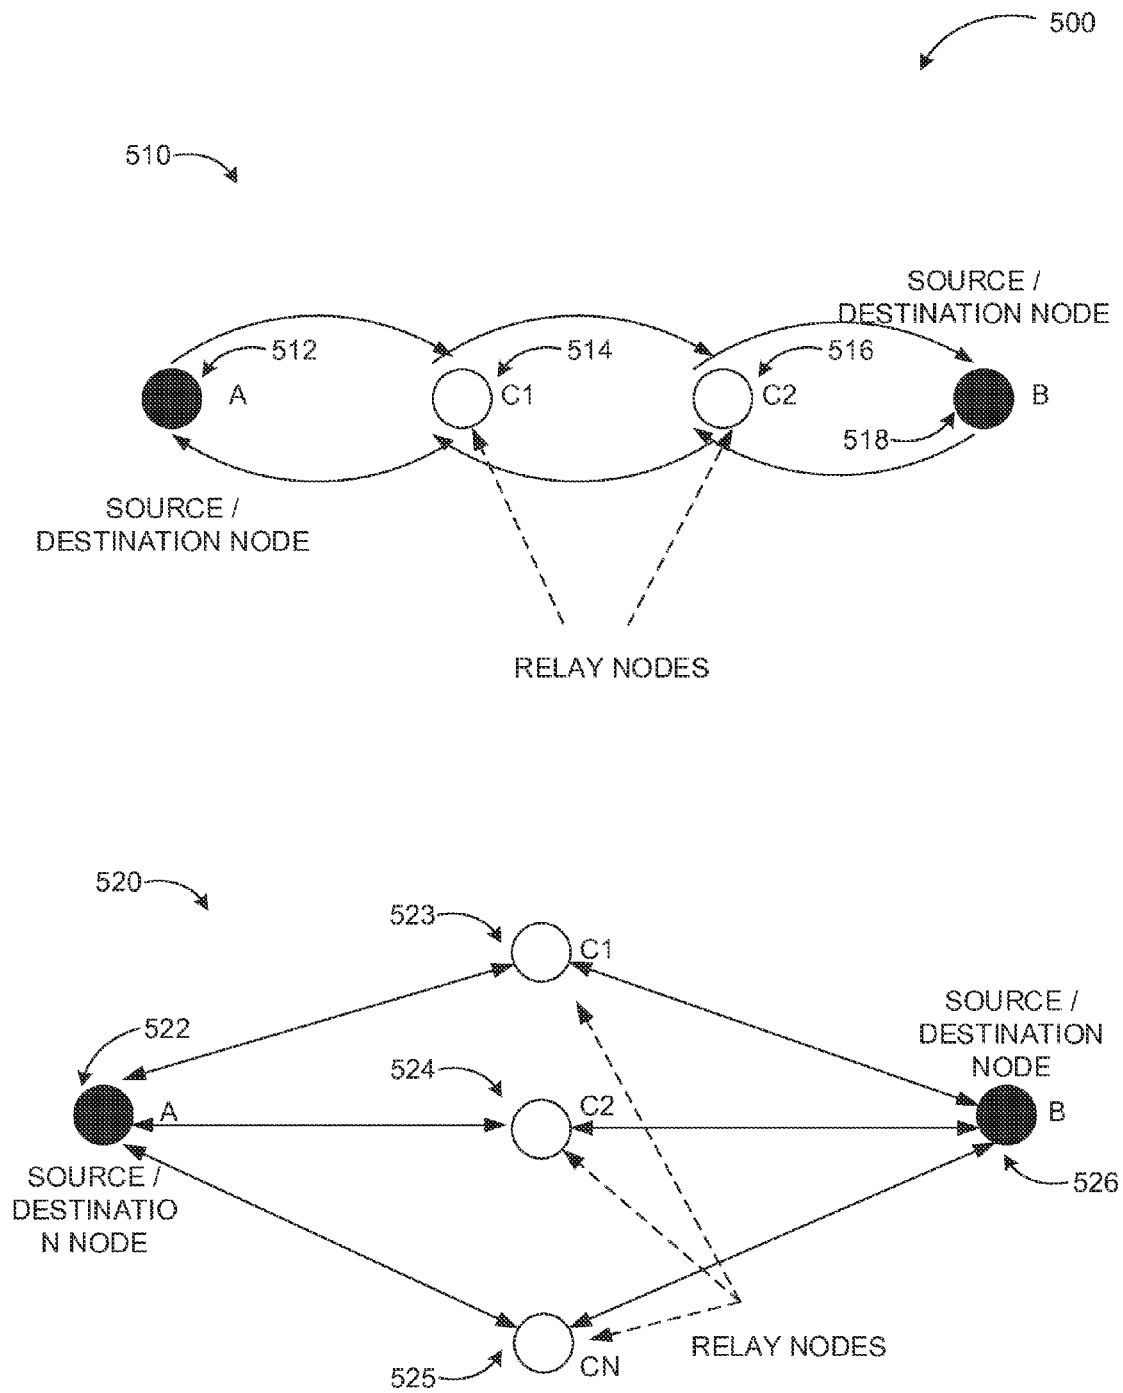 500
510
SOURCE /
DESTINATION NODE
512
514
516
A
C1
C2
B
518
SOURCE /
DESTINATION NODE
RELAY NODES
520
523
C1
SOURCE /
DESTINATION
NODE
522
524
A
C2
B
SOURCE /
DESTINATIO
N NODE
526
RELAY NODES
CN
525